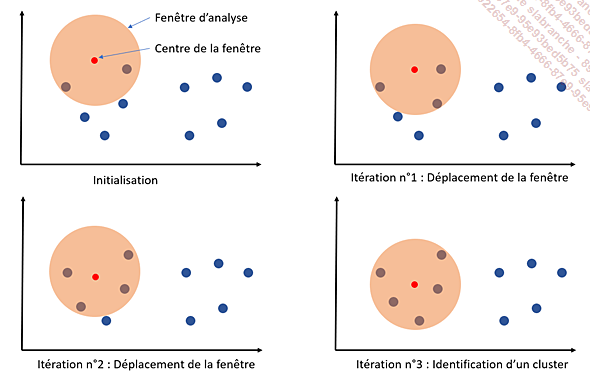 Fenêtre d'analyse
Centre de la fenêtre
Initialisation
Itération n°1 : Déplacement de la fenêtre
Itération n°2 : Déplacement de la fenêtre
Itération n°3 : Identification d'un cluster